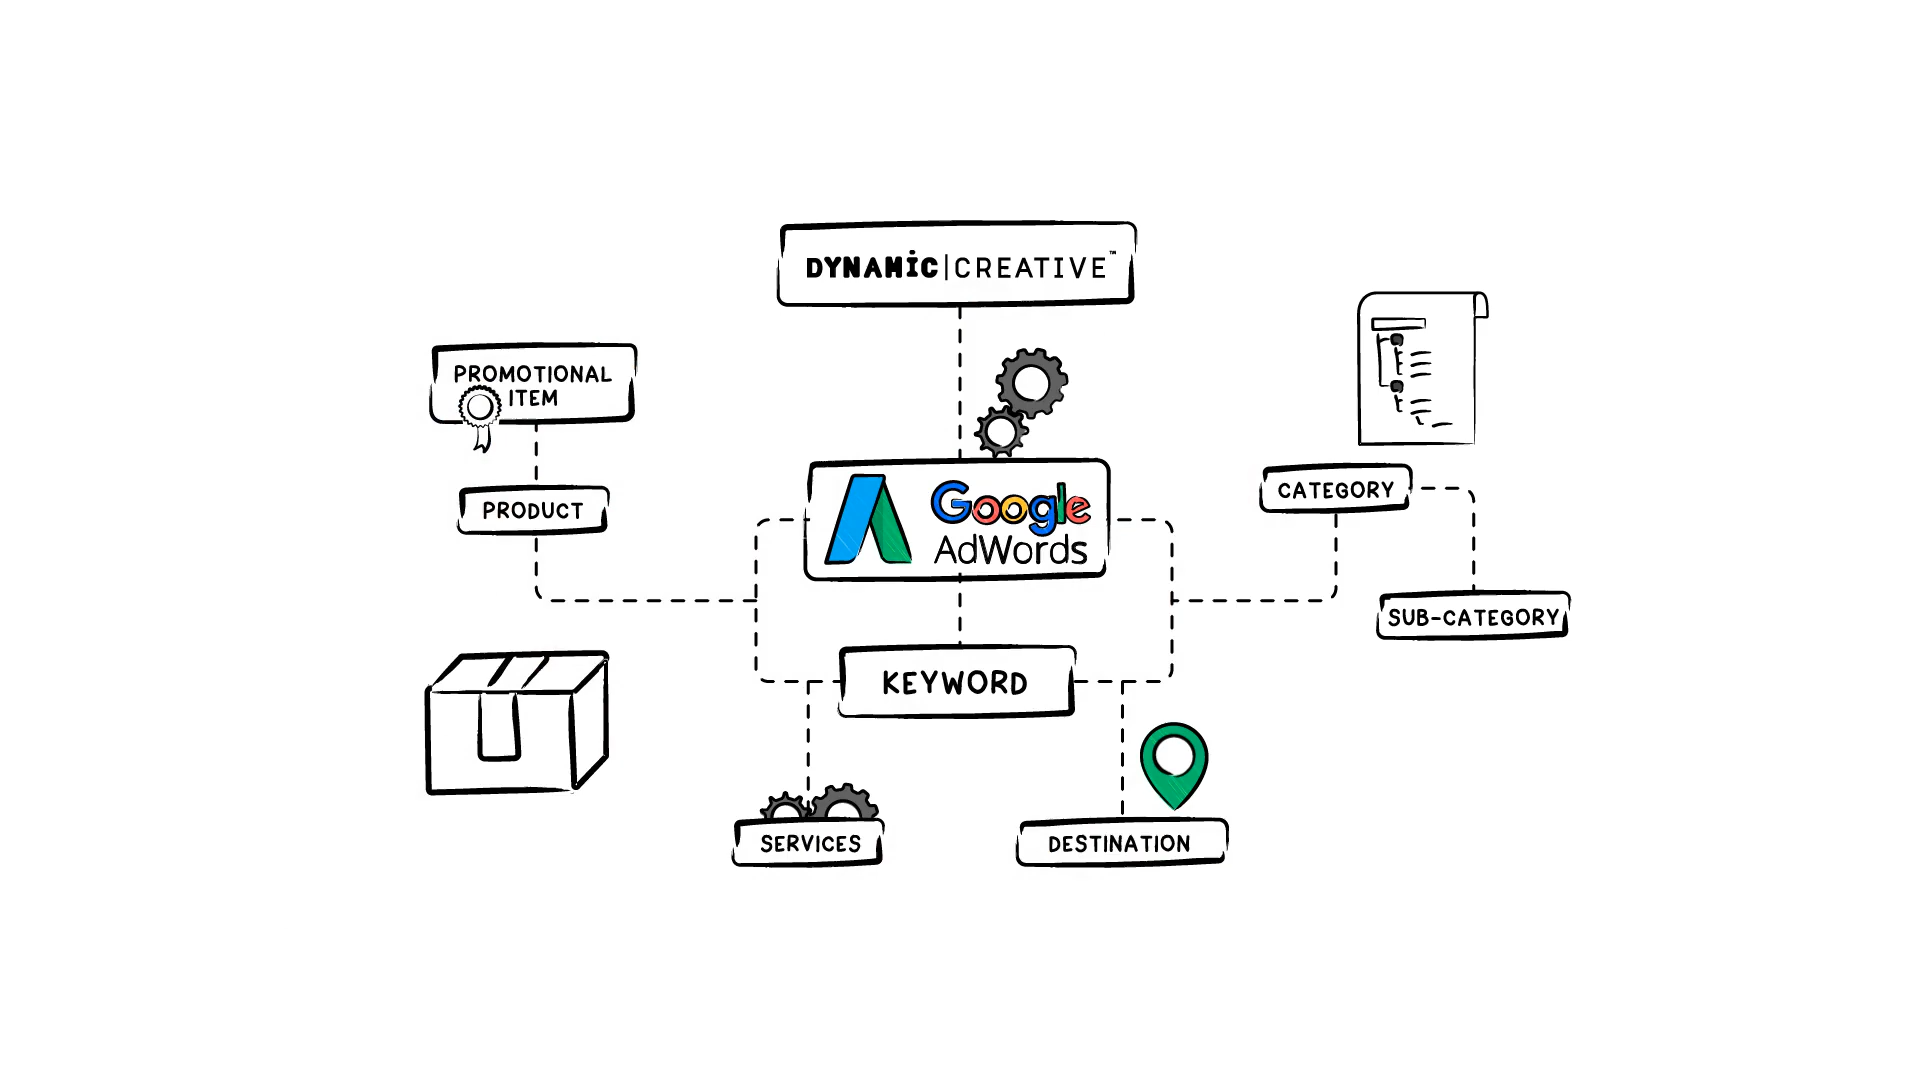 DYNAMIC|CREATIVE™
PROMOTIONAL
ITEM
PRODUCT
Google
AdWords
CATEGORY
SUB-CATEGORY
KEYWORD
SERVICES
DESTINATION